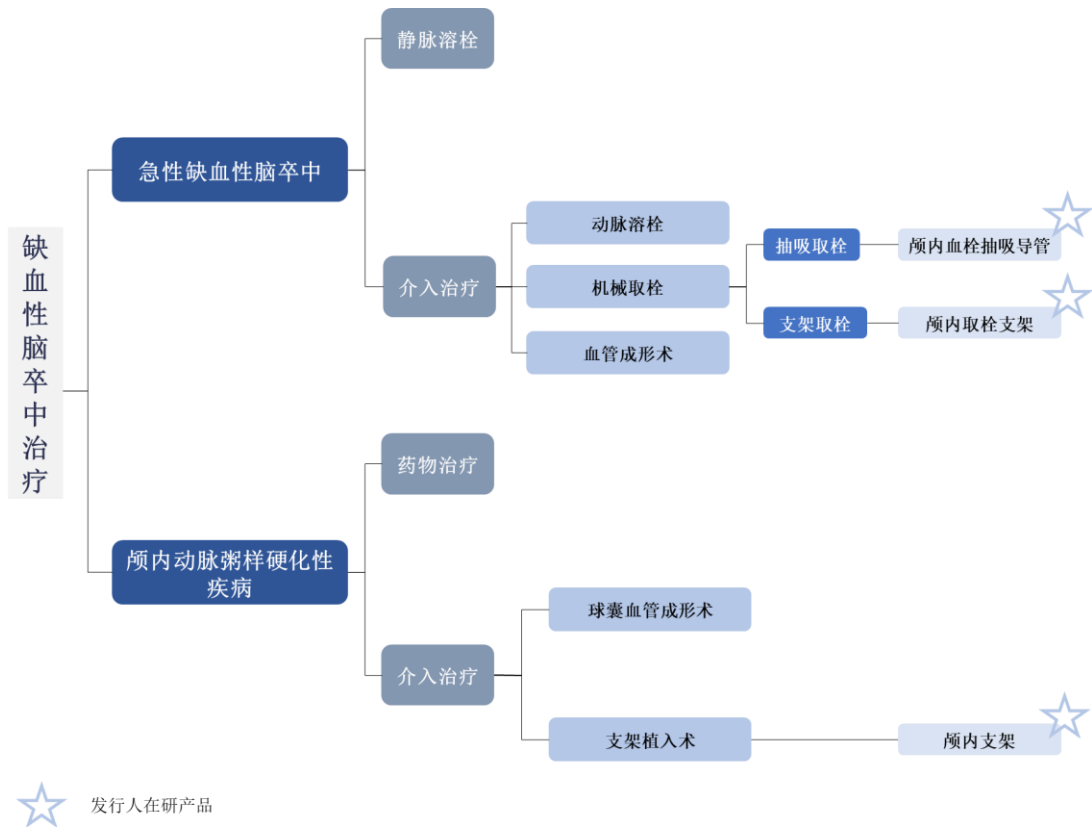 缺血性脑卒中治疗
急性缺血性脑卒中
静脉溶栓
介入治疗
动脉溶栓
机械取栓
血管成形术
抽吸取栓
颅内血栓抽吸导管
支架取栓
颅内取栓支架
颅内动脉粥样硬化性
疾病
药物治疗
介入治疗
球囊血管成形术
支架植入术
颅内支架
发行人在研产品